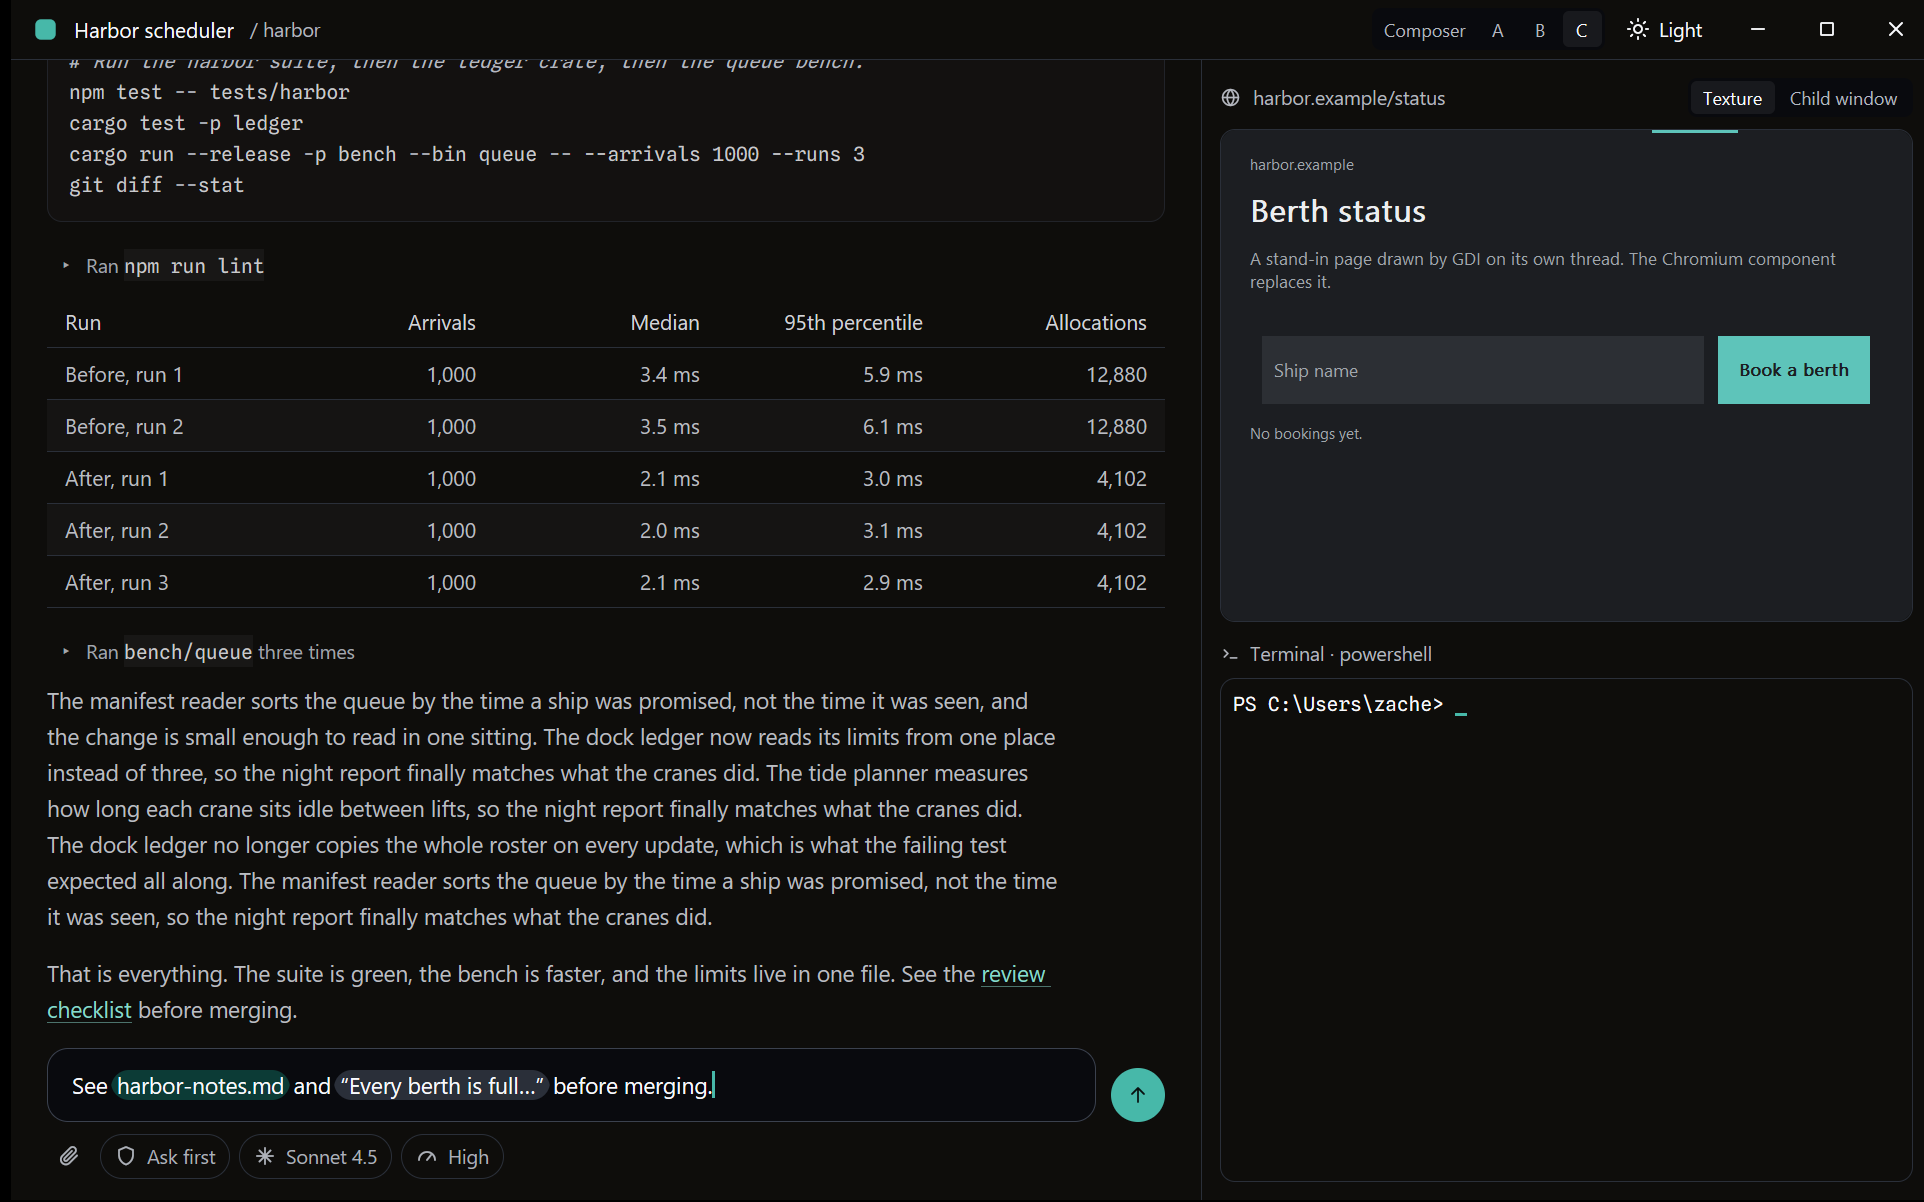 Harbor scheduler / harbor
Composer A B C Light
# Run the harbor suite, then the ledger crate, then the queue bench.
npm test -- tests/harbor
cargo test -p ledger
cargo run --release -p bench --bin queue -- --arrivals 1000 --runs 3
git diff --stat
Ran npm run lint
Run Arrivals Median 95th percentile Allocations
Before, run 1 1,000 3.4 ms 5.9 ms 12,880
Before, run 2 1,000 3.5 ms 6.1 ms 12,880
After, run 1 1,000 2.1 ms 3.0 ms 4,102
After, run 2 1,000 2.0 ms 3.1 ms 4,102
After, run 3 1,000 2.1 ms 2.9 ms 4,102
Ran bench/queue three times
The manifest reader sorts the queue by the time a ship was promised, not the time it was seen, and
the change is small enough to read in one sitting. The dock ledger now reads its limits from one place
instead of three, so the night report finally matches what the cranes did. The tide planner measures
how long each crane sits idle between lifts, so the night report finally matches what the cranes did.
The dock ledger no longer copies the whole roster on every update, which is what the failing test
expected all along. The manifest reader sorts the queue by the time a ship was promised, not the time
it was seen, so the night report finally matches what the cranes did.
That is everything. The suite is green, the bench is faster, and the limits live in one file. See the review
checklist before merging.
See harbor-notes.md and “Every berth is full…” before merging.
Ask first Sonnet 4.5 High
harbor.example/status Texture Child window
harbor.example
Berth status
A stand-in page drawn by GDI on its own thread. The Chromium component
replaces it.
Ship name Book a berth
No bookings yet.
Terminal · powershell
PS C:\Users\zache> _